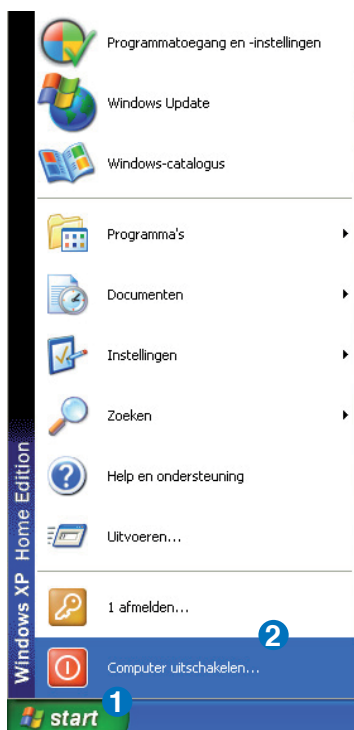 Programmatoegang en -instellingen
Windows Update
Windows-catalogus
Programma's
Documenten
Instellingen
Zoeken
Help en ondersteuning
Uitvoeren...
1 afmelden...
2
Computer uitschakelen...
Windows XP Home Edition
1
start